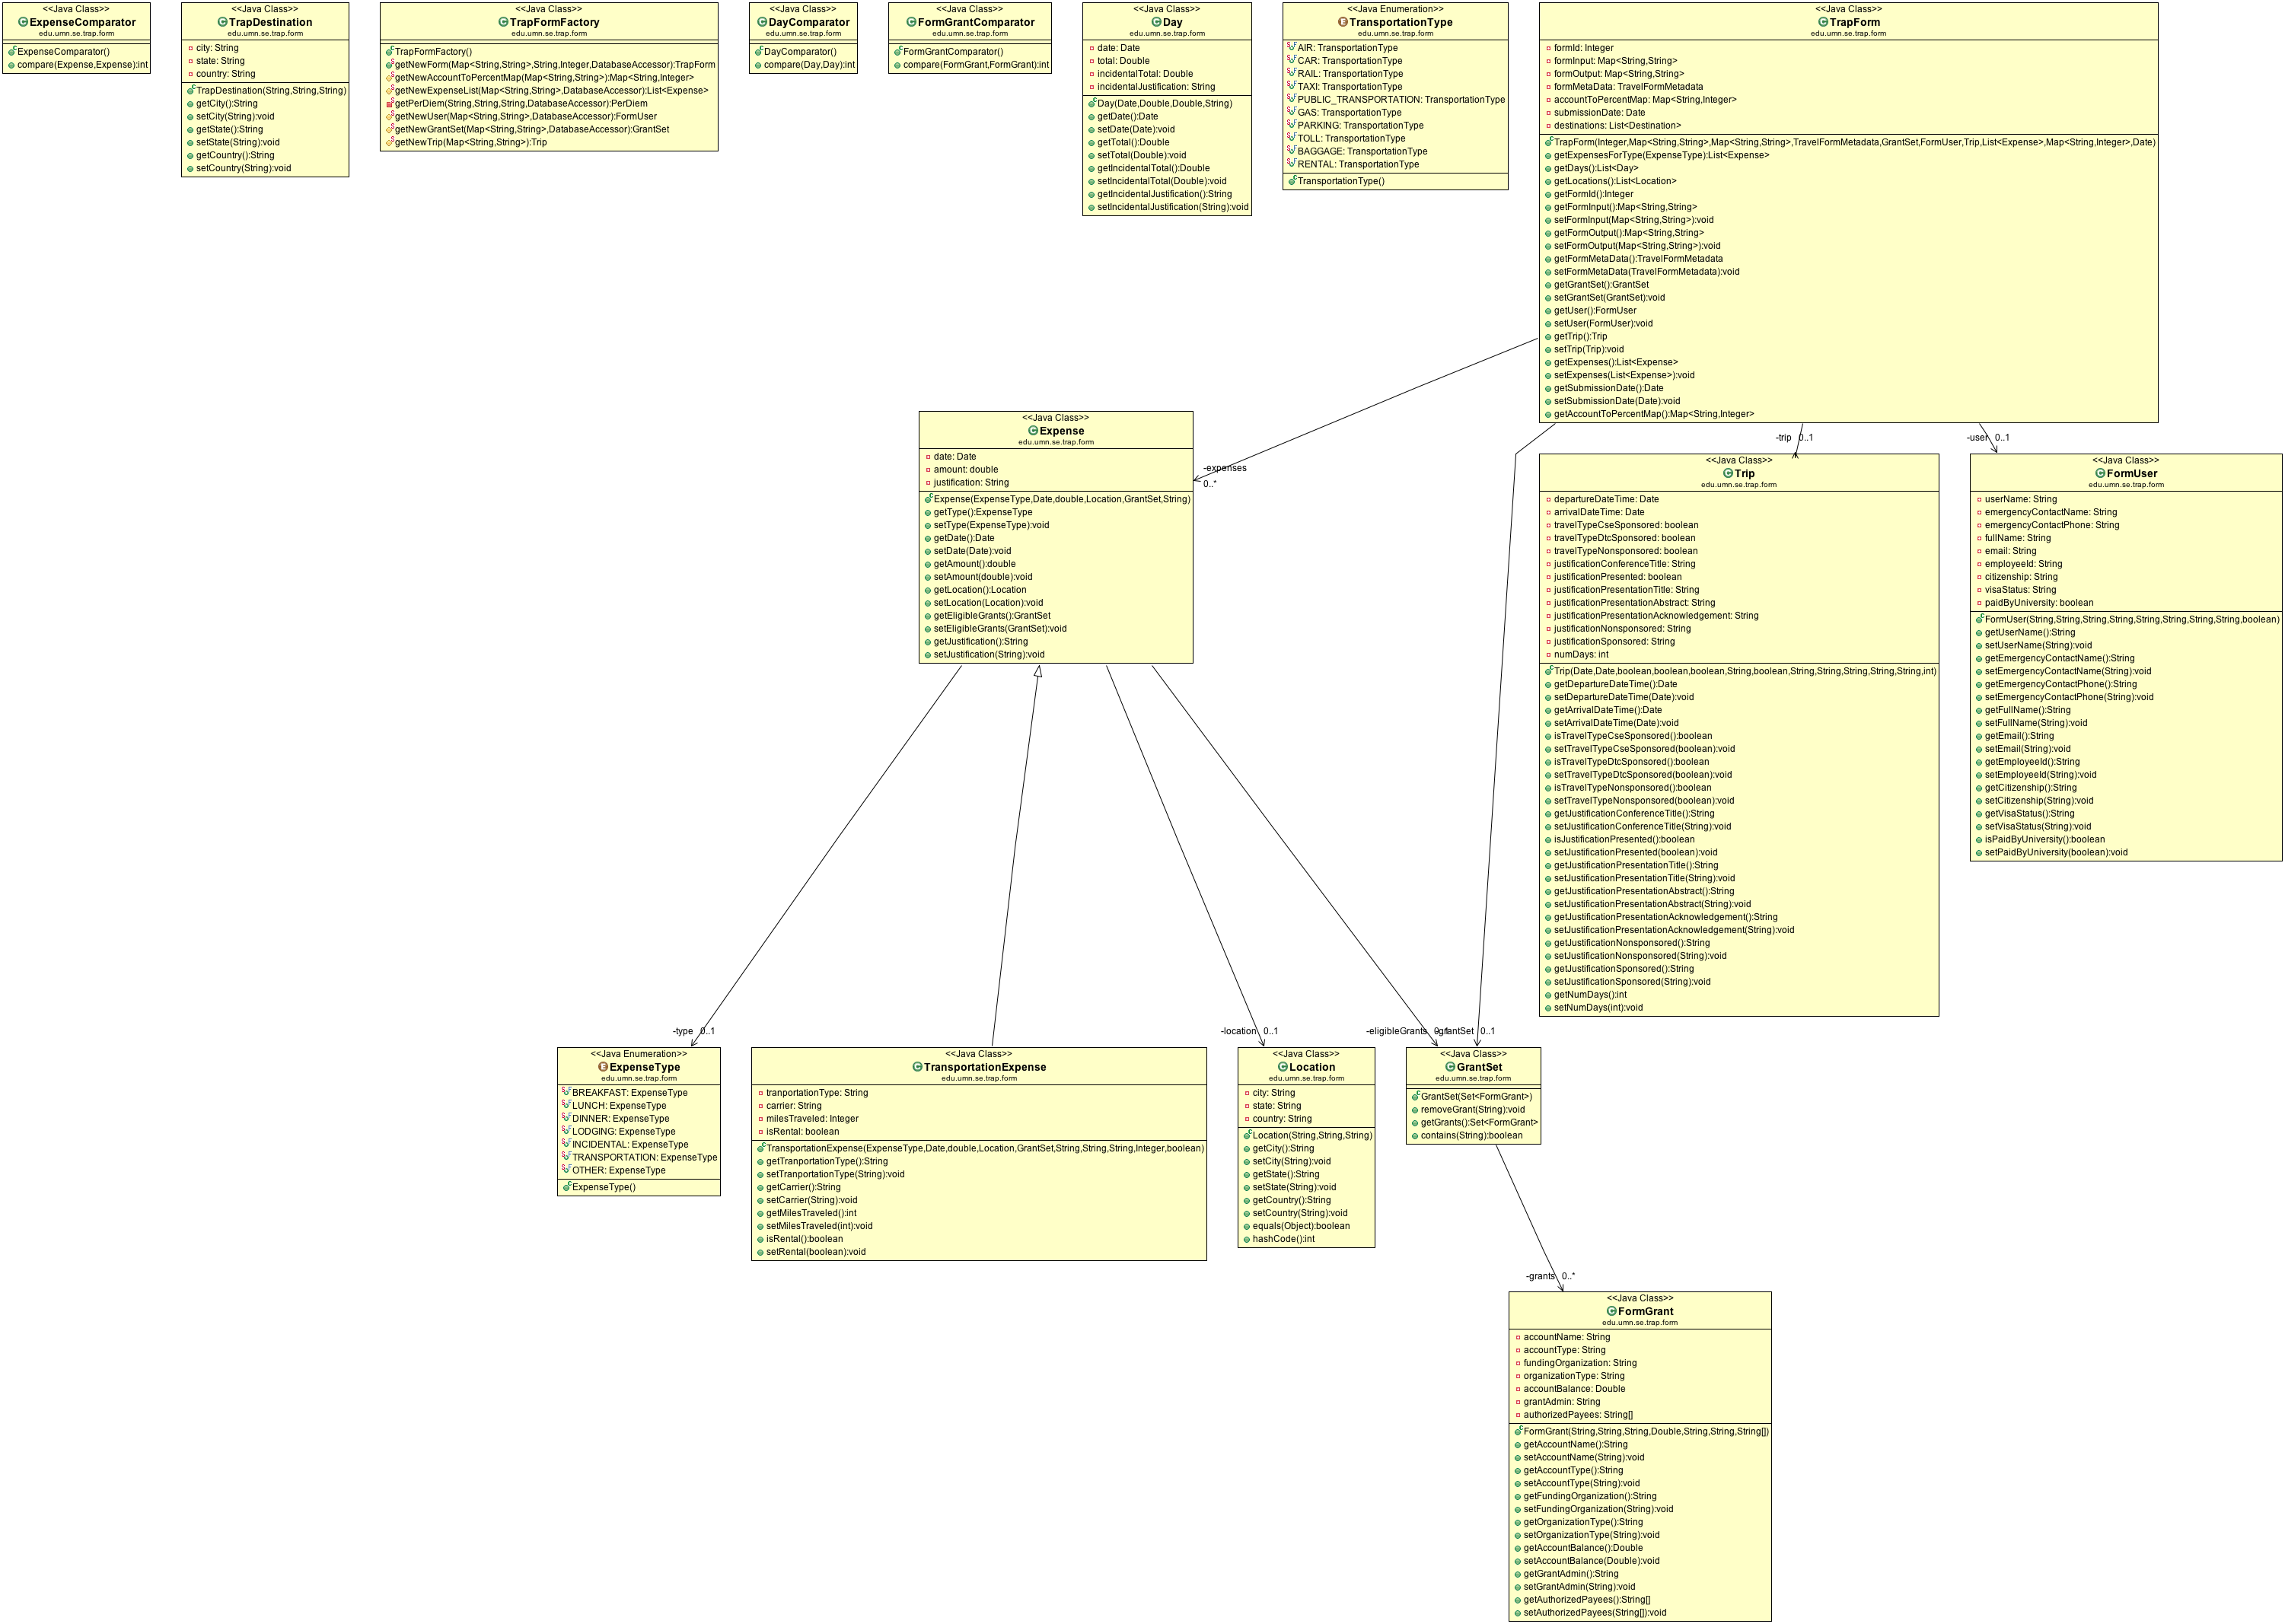 <<Java Class>>
ExpenseComparator
edu.umn.se.trap.form
ExpenseComparator()
compare(Expense,Expense):int
<<Java Class>>
TrapDestination
edu.umn.se.trap.form
city: String
state: String
country: String
TrapDestination(String,String,String)
getCity():String
setCity(String):void
getState():String
setState(String):void
getCountry():String
setCountry(String):void
<<Java Class>>
TrapFormFactory
edu.umn.se.trap.form
TrapFormFactory()
getNewForm(Map<String,String>,String,Integer,DatabaseAccessor):TrapForm
getNewAccountToPercentMap(Map<String,String>):Map<String,Integer>
getNewExpenseList(Map<String,String>,DatabaseAccessor):List<Expense>
getPerDiem(String,String,String,DatabaseAccessor):PerDiem
getNewUser(Map<String,String>,DatabaseAccessor):FormUser
getNewGrantSet(Map<String,String>,DatabaseAccessor):GrantSet
getNewTrip(Map<String,String>):Trip
<<Java Class>>
DayComparator
edu.umn.se.trap.form
DayComparator()
compare(Day,Day):int
<<Java Class>>
FormGrantComparator
edu.umn.se.trap.form
FormGrantComparator()
compare(FormGrant,FormGrant):int
<<Java Class>>
Day
edu.umn.se.trap.form
date: Date
total: Double
incidentalTotal: Double
incidentalJustification: String
Day(Date,Double,Double,String)
getDate():Date
setDate(Date):void
getTotal():Double
setTotal(Double):void
getIncidentalTotal():Double
setIncidentalTotal(Double):void
getIncidentalJustification():String
setIncidentalJustification(String):void
<<Java Enumeration>>
TransportationType
edu.umn.se.trap.form
AIR: TransportationType
CAR: TransportationType
RAIL: TransportationType
TAXI: TransportationType
PUBLIC_TRANSPORTATION: TransportationType
GAS: TransportationType
PARKING: TransportationType
TOLL: TransportationType
BAGGAGE: TransportationType
RENTAL: TransportationType
TransportationType()
<<Java Class>>
TrapForm
edu.umn.se.trap.form
formId: Integer
formInput: Map<String,String>
formOutput: Map<String,String>
formMetaData: TravelFormMetadata
accountToPercentMap: Map<String,Integer>
submissionDate: Date
destinations: List<Destination>
TrapForm(Integer,Map<String,String>,Map<String,String>,TravelFormMetadata,GrantSet,FormUser,Trip,List<Expense>,Map<String,Integer>,Date)
getExpensesForType(ExpenseType):List<Expense>
getDays():List<Day>
getLocations():List<Location>
getFormId():Integer
getFormInput():Map<String,String>
setFormInput(Map<String,String>):void
getFormOutput():Map<String,String>
setFormOutput(Map<String,String>):void
getFormMetaData():TravelFormMetadata
setFormMetaData(TravelFormMetadata):void
getGrantSet():GrantSet
setGrantSet(GrantSet):void
getUser():FormUser
setUser(FormUser):void
getTrip():Trip
setTrip(Trip):void
getExpenses():List<Expense>
setExpenses(List<Expense>):void
getSubmissionDate():Date
setSubmissionDate(Date):void
getAccountToPercentMap():Map<String,Integer>
-expenses
0..*
-trip 0..1
-user 0..1
<<Java Class>>
Expense
edu.umn.se.trap.form
date: Date
amount: double
justification: String
Expense(ExpenseType,Date,double,Location,GrantSet,String)
getType():ExpenseType
setType(ExpenseType):void
getDate():Date
setDate(Date):void
getAmount():double
setAmount(double):void
getLocation():Location
setLocation(Location):void
getEligibleGrants():GrantSet
setEligibleGrants(GrantSet):void
getJustification():String
setJustification(String):void
<<Java Class>>
Trip
edu.umn.se.trap.form
departureDateTime: Date
arrivalDateTime: Date
travelTypeCseSponsored: boolean
travelTypeDtcSponsored: boolean
travelTypeNonsponsored: boolean
justificationConferenceTitle: String
justificationPresented: boolean
justificationPresentationTitle: String
justificationPresentationAbstract: String
justificationPresentationAcknowledgement: String
justificationNonsponsored: String
justificationSponsored: String
numDays: int
Trip(Date,Date,boolean,boolean,boolean,String,boolean,String,String,String,String,String,int)
getDepartureDateTime():Date
setDepartureDateTime(Date):void
getArrivalDateTime():Date
setArrivalDateTime(Date):void
isTravelTypeCseSponsored():boolean
setTravelTypeCseSponsored(boolean):void
isTravelTypeDtcSponsored():boolean
setTravelTypeDtcSponsored(boolean):void
isTravelTypeNonsponsored():boolean
setTravelTypeNonsponsored(boolean):void
getJustificationConferenceTitle():String
setJustificationConferenceTitle(String):void
isJustificationPresented():boolean
setJustificationPresented(boolean):void
getJustificationPresentationTitle():String
setJustificationPresentationTitle(String):void
getJustificationPresentationAbstract():String
setJustificationPresentationAbstract(String):void
getJustificationPresentationAcknowledgement():String
setJustificationPresentationAcknowledgement(String):void
getJustificationNonsponsored():String
setJustificationNonsponsored(String):void
getJustificationSponsored():String
setJustificationSponsored(String):void
getNumDays():int
setNumDays(int):void
<<Java Class>>
FormUser
edu.umn.se.trap.form
userName: String
emergencyContactName: String
emergencyContactPhone: String
fullName: String
email: String
employeeId: String
citizenship: String
visaStatus: String
paidByUniversity: boolean
FormUser(String,String,String,String,String,String,String,String,boolean)
getUserName():String
setUserName(String):void
getEmergencyContactName():String
setEmergencyContactName(String):void
getEmergencyContactPhone():String
setEmergencyContactPhone(String):void
getFullName():String
setFullName(String):void
getEmail():String
setEmail(String):void
getEmployeeId():String
setEmployeeId(String):void
getCitizenship():String
setCitizenship(String):void
getVisaStatus():String
setVisaStatus(String):void
isPaidByUniversity():boolean
setPaidByUniversity(boolean):void
-type 0..1
-location 0..1
-eligibleGrants 0..1
-grantSet 0..1
<<Java Enumeration>>
ExpenseType
edu.umn.se.trap.form
BREAKFAST: ExpenseType
LUNCH: ExpenseType
DINNER: ExpenseType
LODGING: ExpenseType
INCIDENTAL: ExpenseType
TRANSPORTATION: ExpenseType
OTHER: ExpenseType
ExpenseType()
<<Java Class>>
TransportationExpense
edu.umn.se.trap.form
tranportationType: String
carrier: String
milesTraveled: Integer
isRental: boolean
TransportationExpense(ExpenseType,Date,double,Location,GrantSet,String,String,String,Integer,boolean)
getTranportationType():String
setTranportationType(String):void
getCarrier():String
setCarrier(String):void
getMilesTraveled():int
setMilesTraveled(int):void
isRental():boolean
setRental(boolean):void
<<Java Class>>
Location
edu.umn.se.trap.form
city: String
state: String
country: String
Location(String,String,String)
getCity():String
setCity(String):void
getState():String
setState(String):void
getCountry():String
setCountry(String):void
equals(Object):boolean
hashCode():int
<<Java Class>>
GrantSet
edu.umn.se.trap.form
GrantSet(Set<FormGrant>)
removeGrant(String):void
getGrants():Set<FormGrant>
contains(String):boolean
-grants 0..*
<<Java Class>>
FormGrant
edu.umn.se.trap.form
accountName: String
accountType: String
fundingOrganization: String
organizationType: String
accountBalance: Double
grantAdmin: String
authorizedPayees: String[]
FormGrant(String,String,String,Double,String,String,String[])
getAccountName():String
setAccountName(String):void
getAccountType():String
setAccountType(String):void
getFundingOrganization():String
setFundingOrganization(String):void
getOrganizationType():String
setOrganizationType(String):void
getAccountBalance():Double
setAccountBalance(Double):void
getGrantAdmin():String
setGrantAdmin(String):void
getAuthorizedPayees():String[]
setAuthorizedPayees(String[]):void